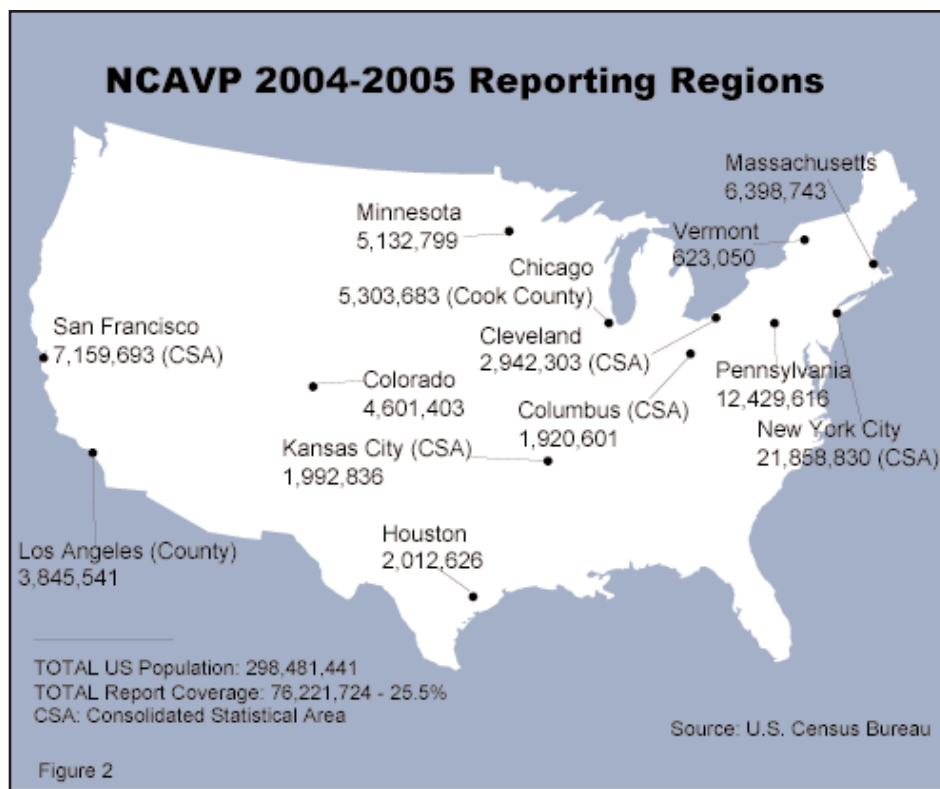 NCAVP 2004-2005 Reporting Regions
Massachusetts
6,398,743
Minnesota
5,132,799
Vermont
623,050
Chicago
5,303,683 (Cook County)
San Francisco
7,159,693 (CSA)
Cleveland
2,942,303 (CSA)
Colorado
4,601,403
Pennsylvania
12,429,616
Columbus (CSA)
1,920,601
New York City
21,858,830 (CSA)
Kansas City (CSA)
1,992,836
Los Angeles (County)
3,845,541
Houston
2,012,626
TOTAL US Population: 298,481,441
TOTAL Report Coverage: 76,221,724 - 25.5%
CSA: Consolidated Statistical Area
Source: U.S. Census Bureau
Figure 2